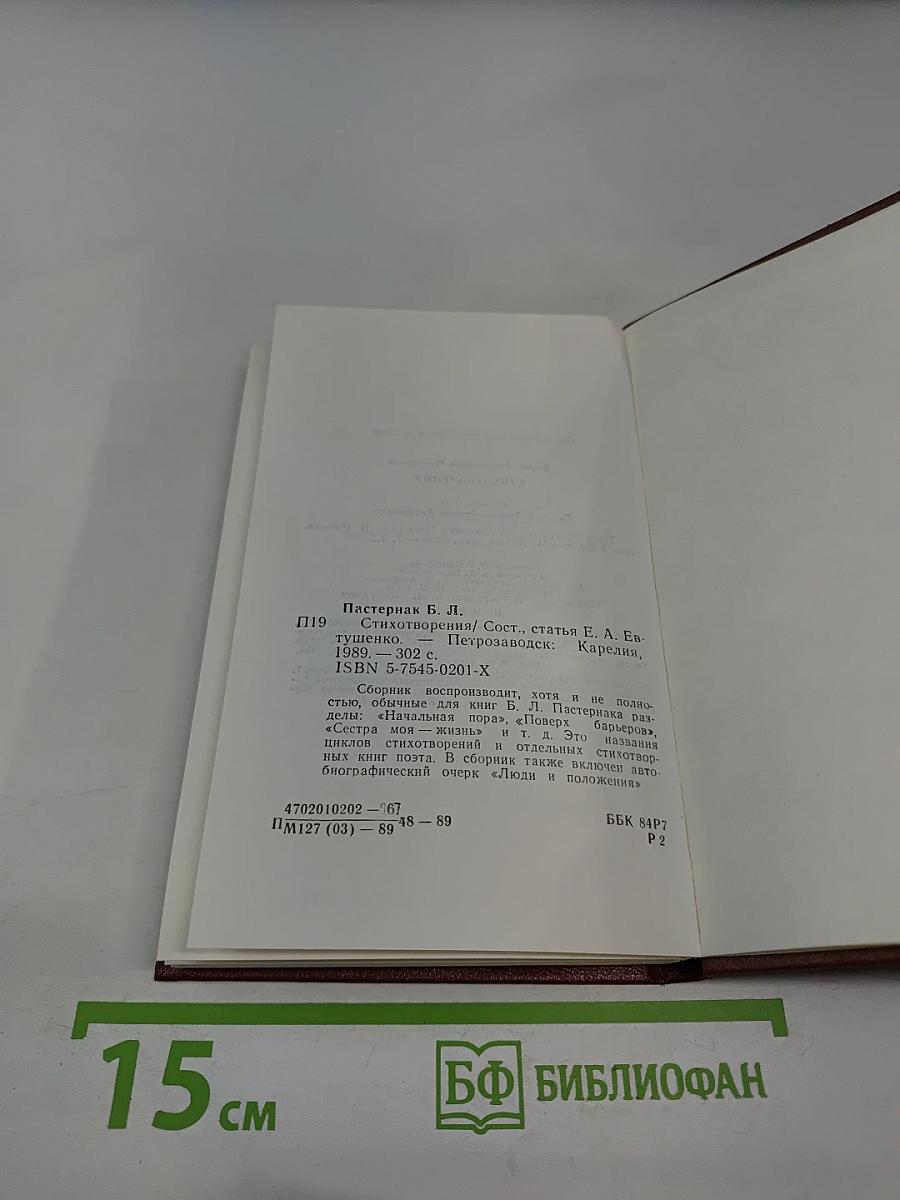 Пастернак Б. Л.
П19 Стихотворения/ Сост., статья Е. А. Ев-
тушенко. — Петрозаводск: Карелия,
1989. — 302 с.
ISBN 5-7545-0201-X
Сборник воспроизводит, хотя и не полно-
стью, обычные для книг Б. Л. Пастернака раз-
делы: «Начальная пора», «Поверх барьеров»,
«Сестра моя — жизнь» и т. д. Это названия
циклов стихотворений и отдельных стихотвор-
ных книг поэта. В сборник также включен авто-
биографический очерк «Люди и положения»
4702010202 — 67
П М127 (03) — 89 48 — 89
ББК 84Р7
Р 2
15 см
БФ БИБЛИОФАН